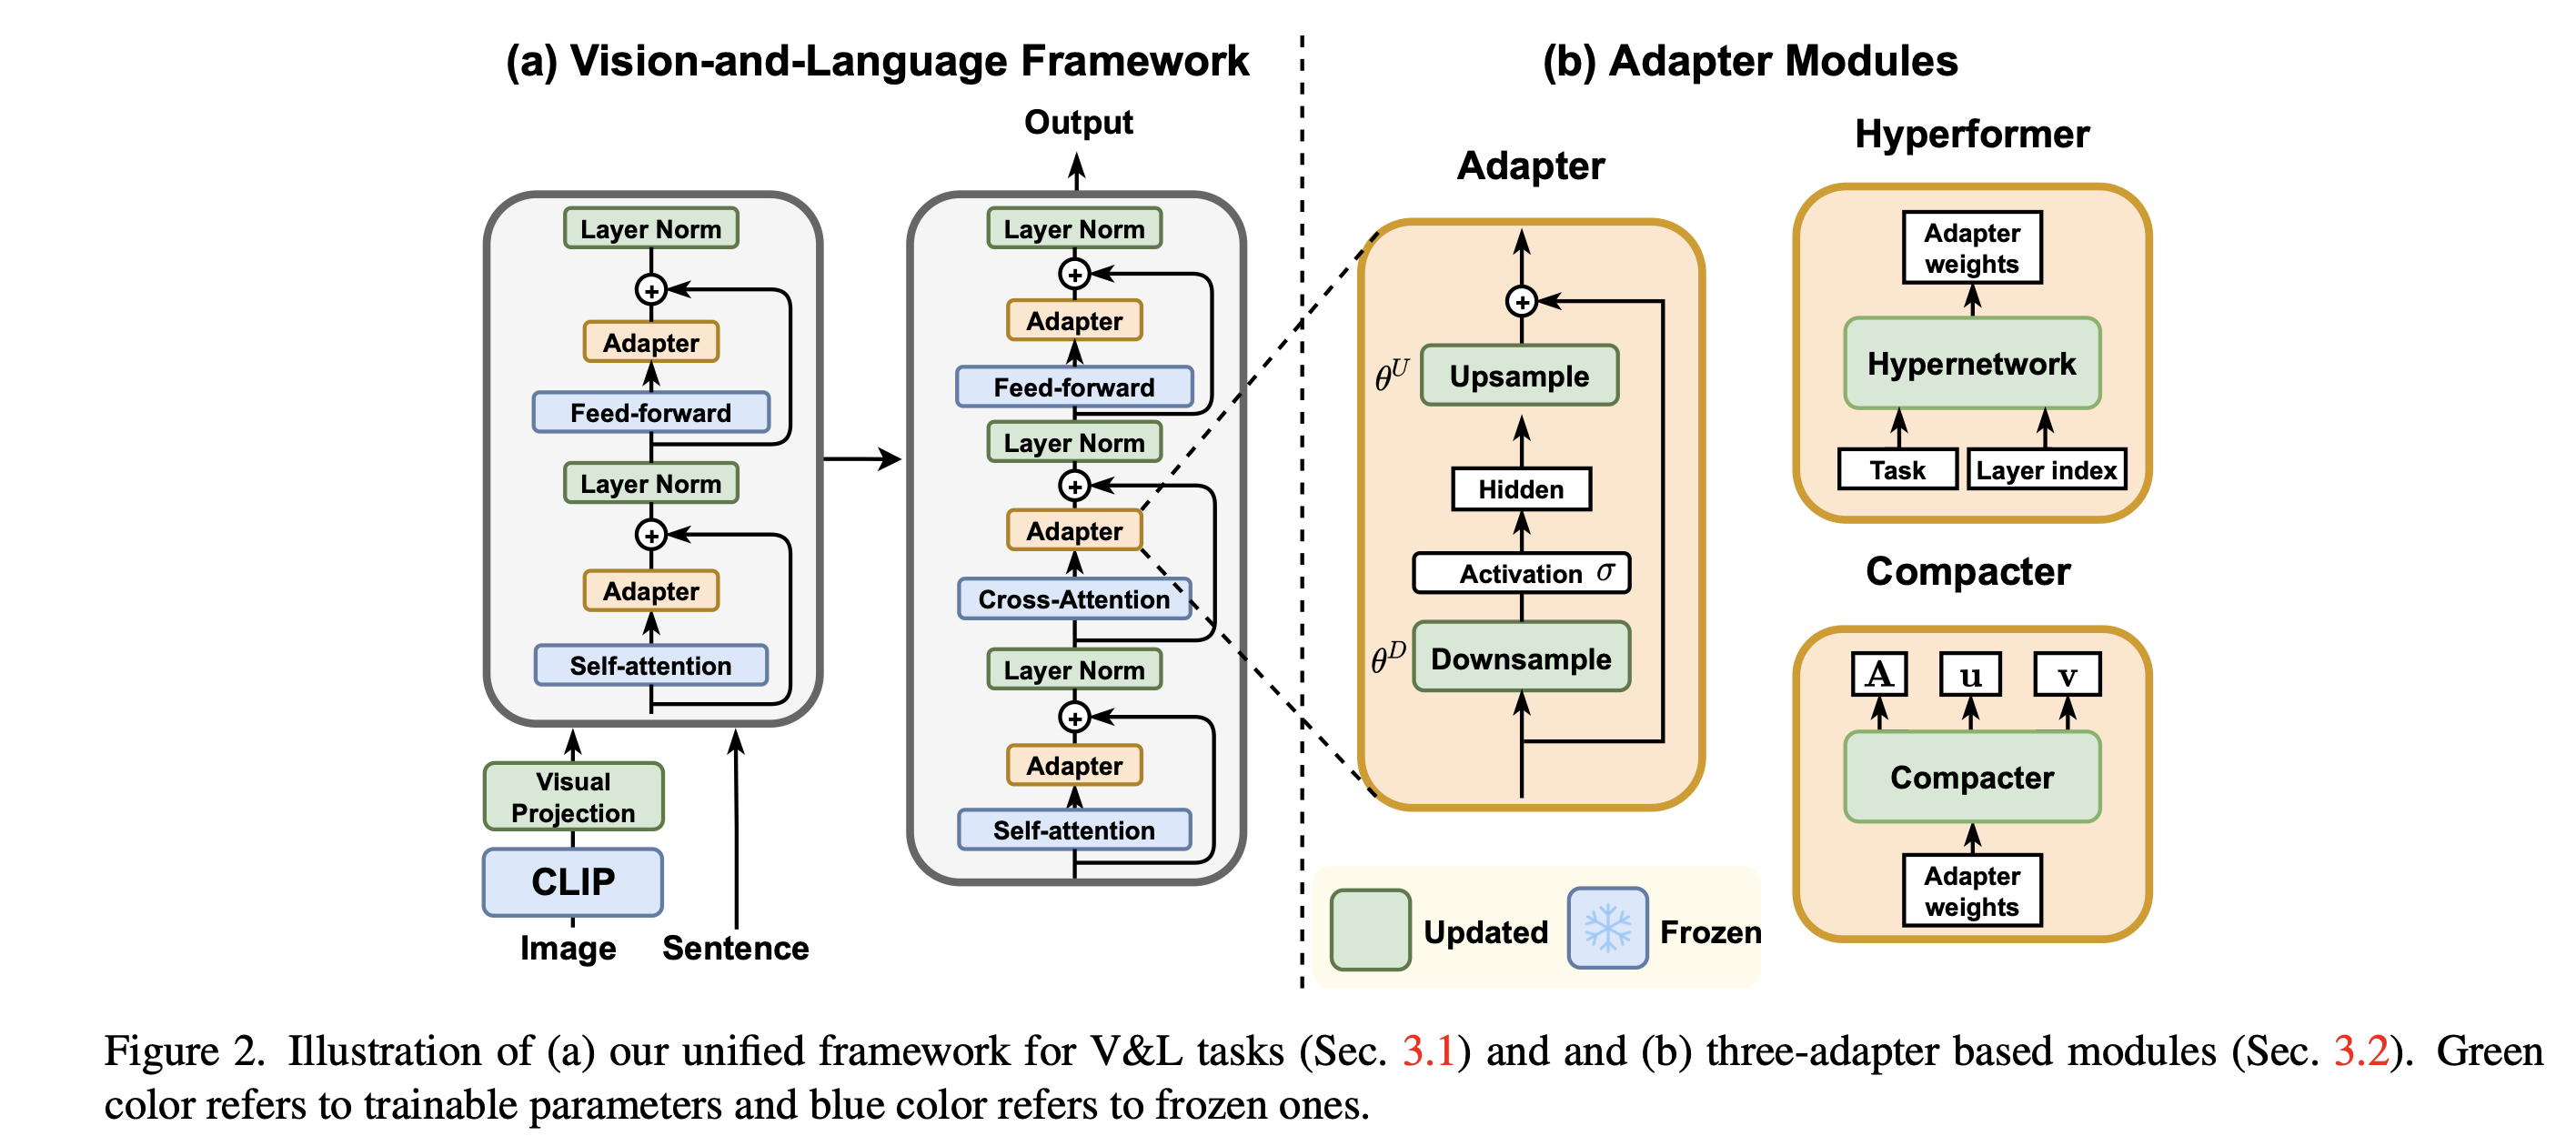 (a) Vision-and-Language Framework
Output
Layer Norm
+
Adapter
Feed-forward
Layer Norm
+
Adapter
Self-attention
Visual
Projection
CLIP
Image
Sentence
Layer Norm
+
Adapter
Feed-forward
Layer Norm
+
Adapter
Cross-Attention
Layer Norm
+
Adapter
Self-attention
(b) Adapter Modules
Adapter
+
θ^U Upsample
Hidden
Activation σ
θ^D Downsample
Updated
Frozen
Hyperformer
Adapter
weights
Hypernetwork
Task
Layer index
Compacter
A
u
v
Compacter
Adapter
weights
Figure 2. Illustration of (a) our unified framework for V&L tasks (Sec. 3.1) and and (b) three-adapter based modules (Sec. 3.2). Green
color refers to trainable parameters and blue color refers to frozen ones.